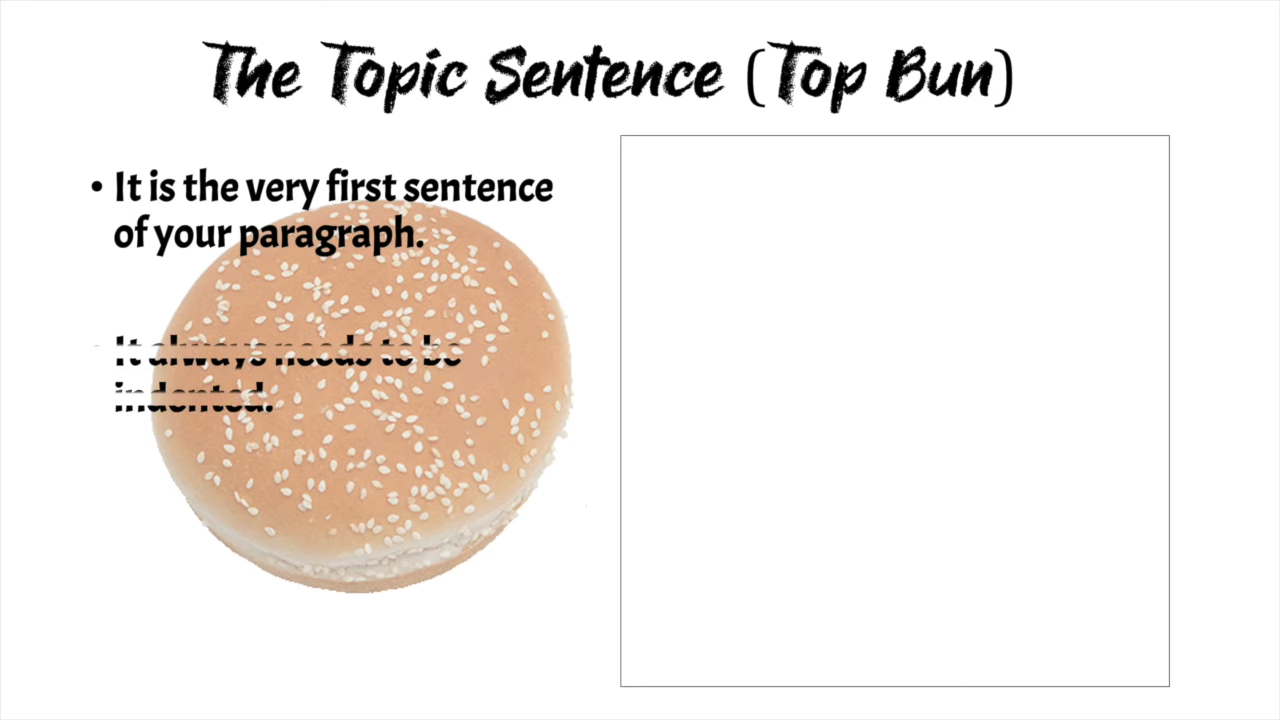 The Topic Sentence (Top Bun)
• It is the very first sentence
of your paragraph.
It always needs to be
indented.